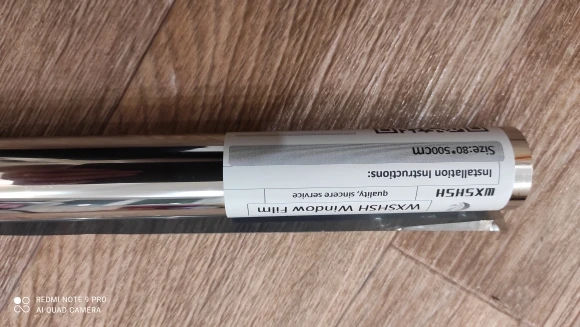 WXSHSH Window Film
WXSHSH
quality, sincere service
Installation Instructions:
Size:80*500cm
REDMI NOTE 9 PRO
AI QUAD CAMERA